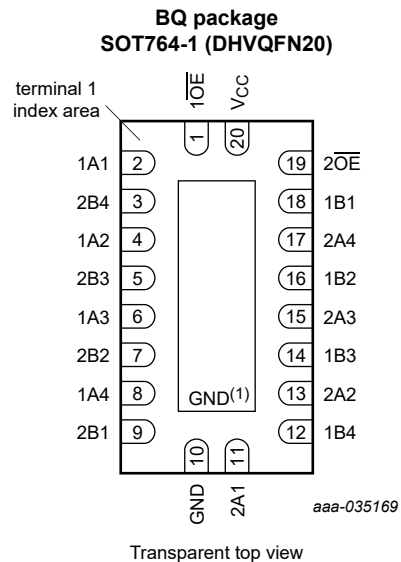 BQ package
SOT764-1 (DHVQFN20)
terminal 1
index area
1O̅E̅
VCC
1
20
1A1 2
19 2O̅E̅
2B4 3
18 1B1
1A2 4
17 2A4
2B3 5
16 1B2
1A3 6
15 2A3
2B2 7
14 1B3
1A4 8
13 2A2
2B1 9
12 1B4
GND(1)
10
11
GND
2A1
aaa-035169
Transparent top view